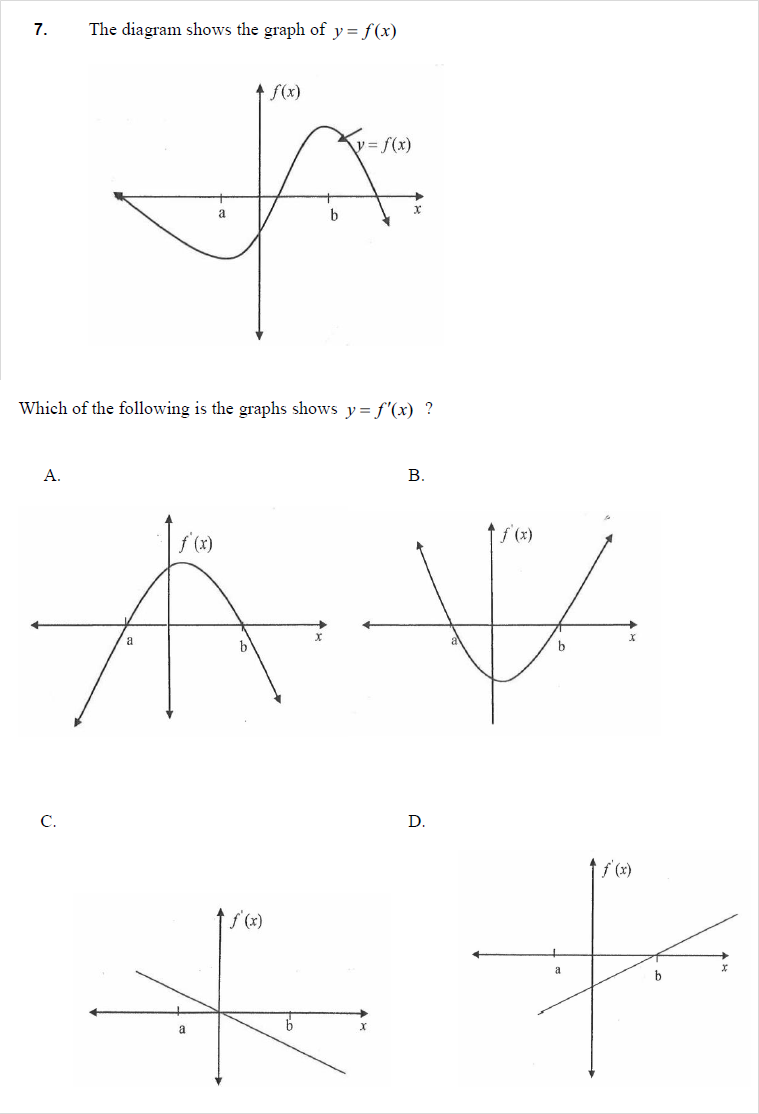 7. The diagram shows the graph of y = f(x)
f(x)
y = f(x)
a
b
x
Which of the following is the graphs shows y = f'(x) ?
A.
B.
f'(x)
a
b
x
f'(x)
a
b
x
C.
D.
f'(x)
a
b
x
f'(x)
a
b
x